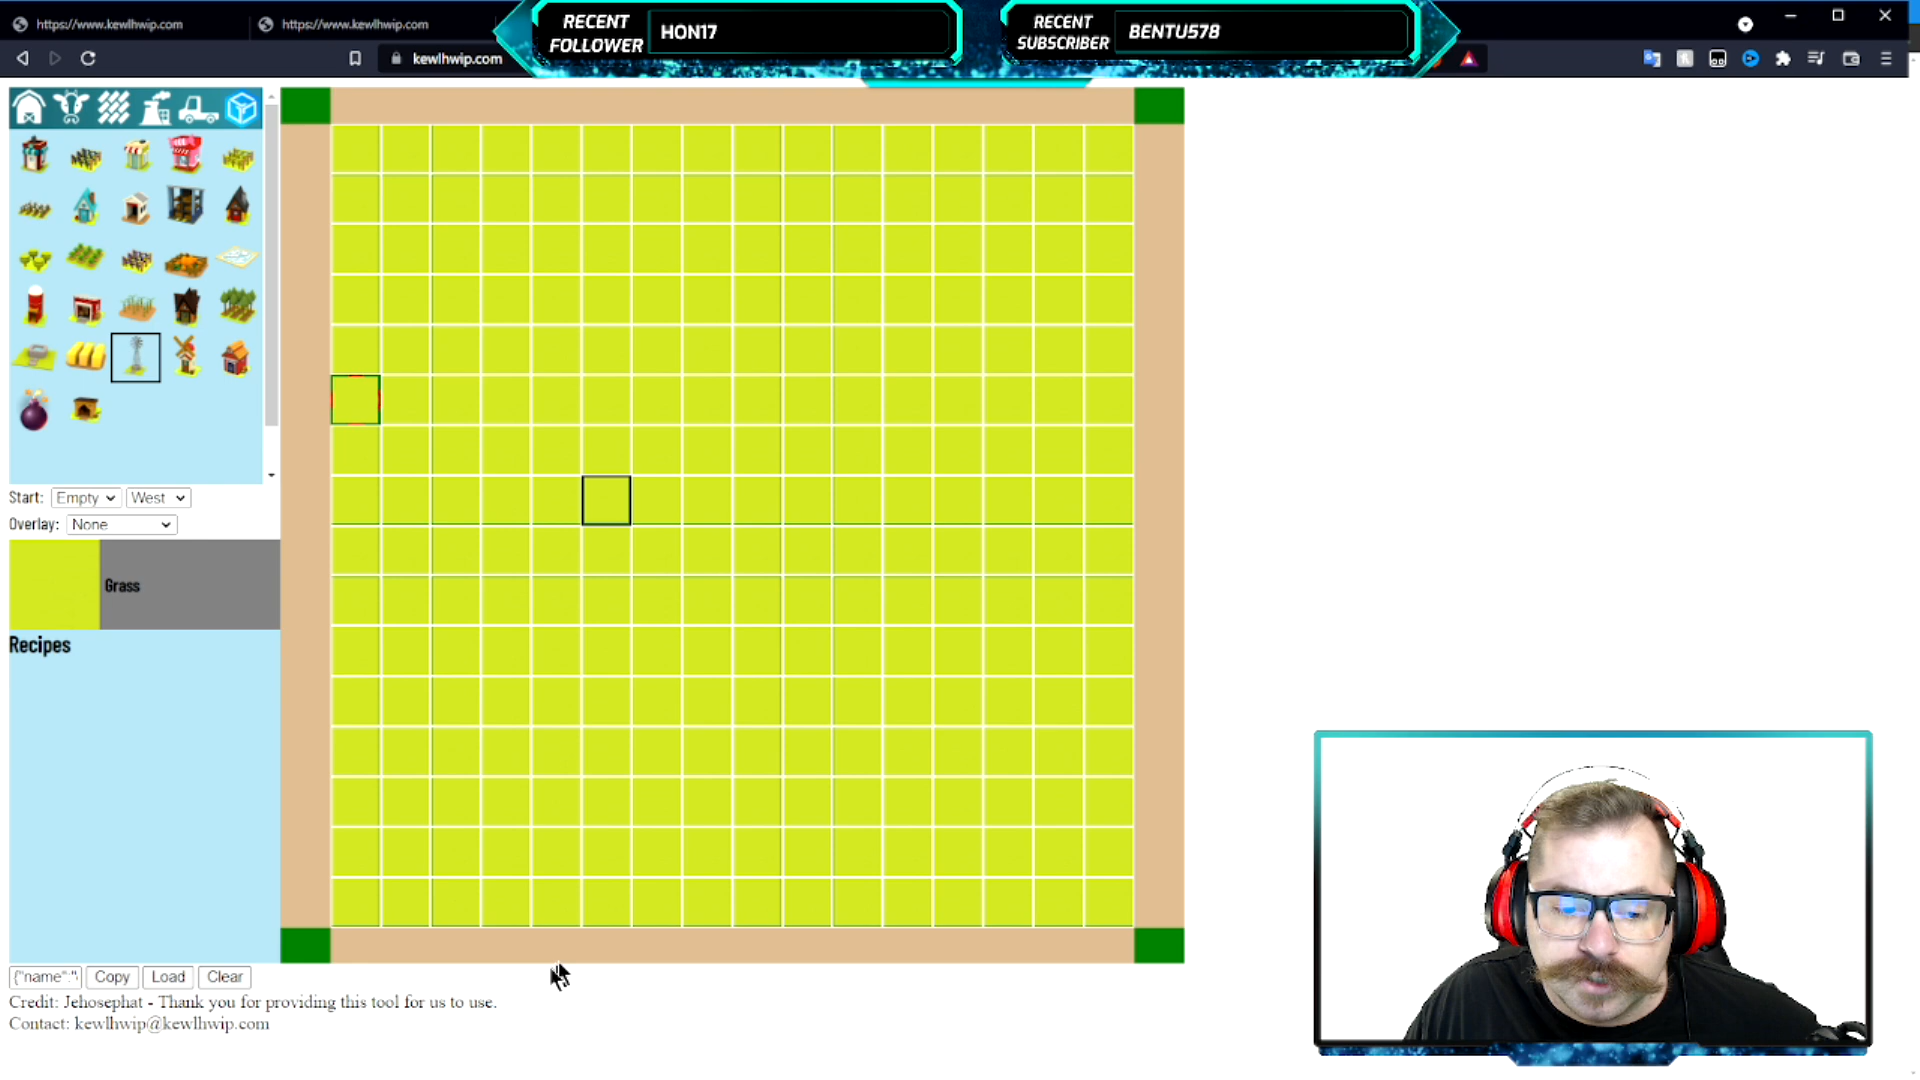 https://www.kewlhwip.com
https://www.kewlhwip.com
RECENT FOLLOWER
HON17
RECENT SUBSCRIBER
BENTU578
kewlhwip.com
Start: Empty West
Overlay: None
Grass
Recipes
{"name":"
Copy
Load
Clear
Credit: Jehosephat - Thank you for providing this tool for us to use.
Contact: kewlhwip@kewlhwip.com